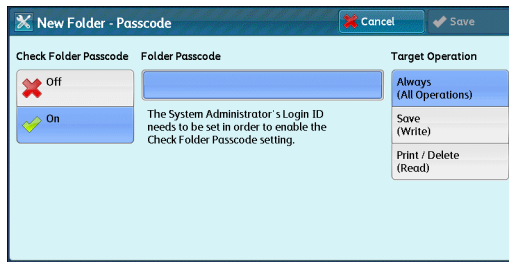 New Folder - Passcode
Cancel
Save
Check Folder Passcode
Off
On
Folder Passcode
The System Administrator's Login ID
needs to be set in order to enable the
Check Folder Passcode setting.
Target Operation
Always
(All Operations)
Save
(Write)
Print / Delete
(Read)